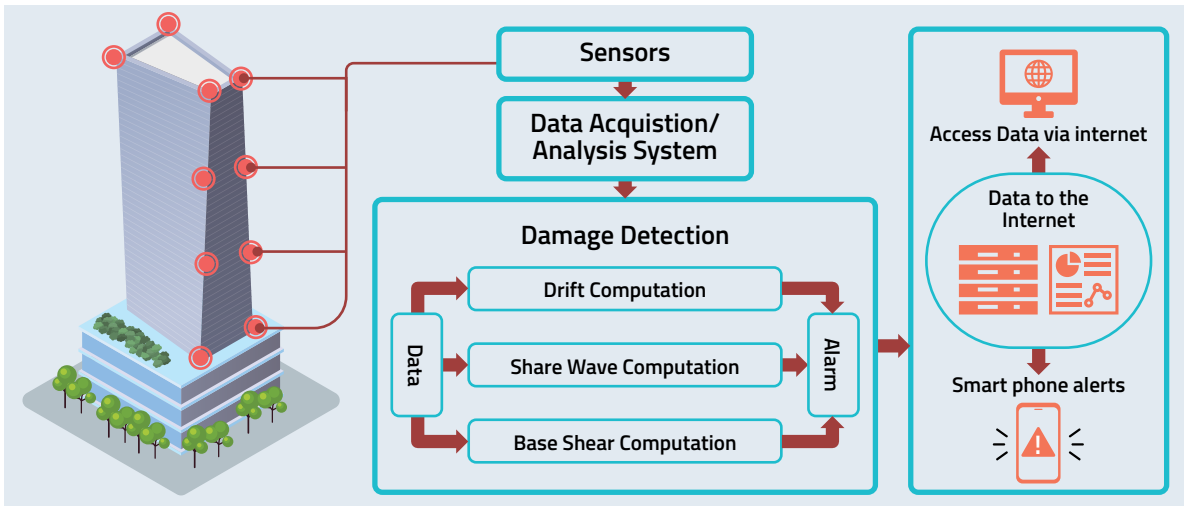 Sensors
Data Acquistion/
Analysis System
Damage Detection
Data
Drift Computation
Share Wave Computation
Base Shear Computation
Alarm
Access Data via internet
Data to the
Internet
Smart phone alerts